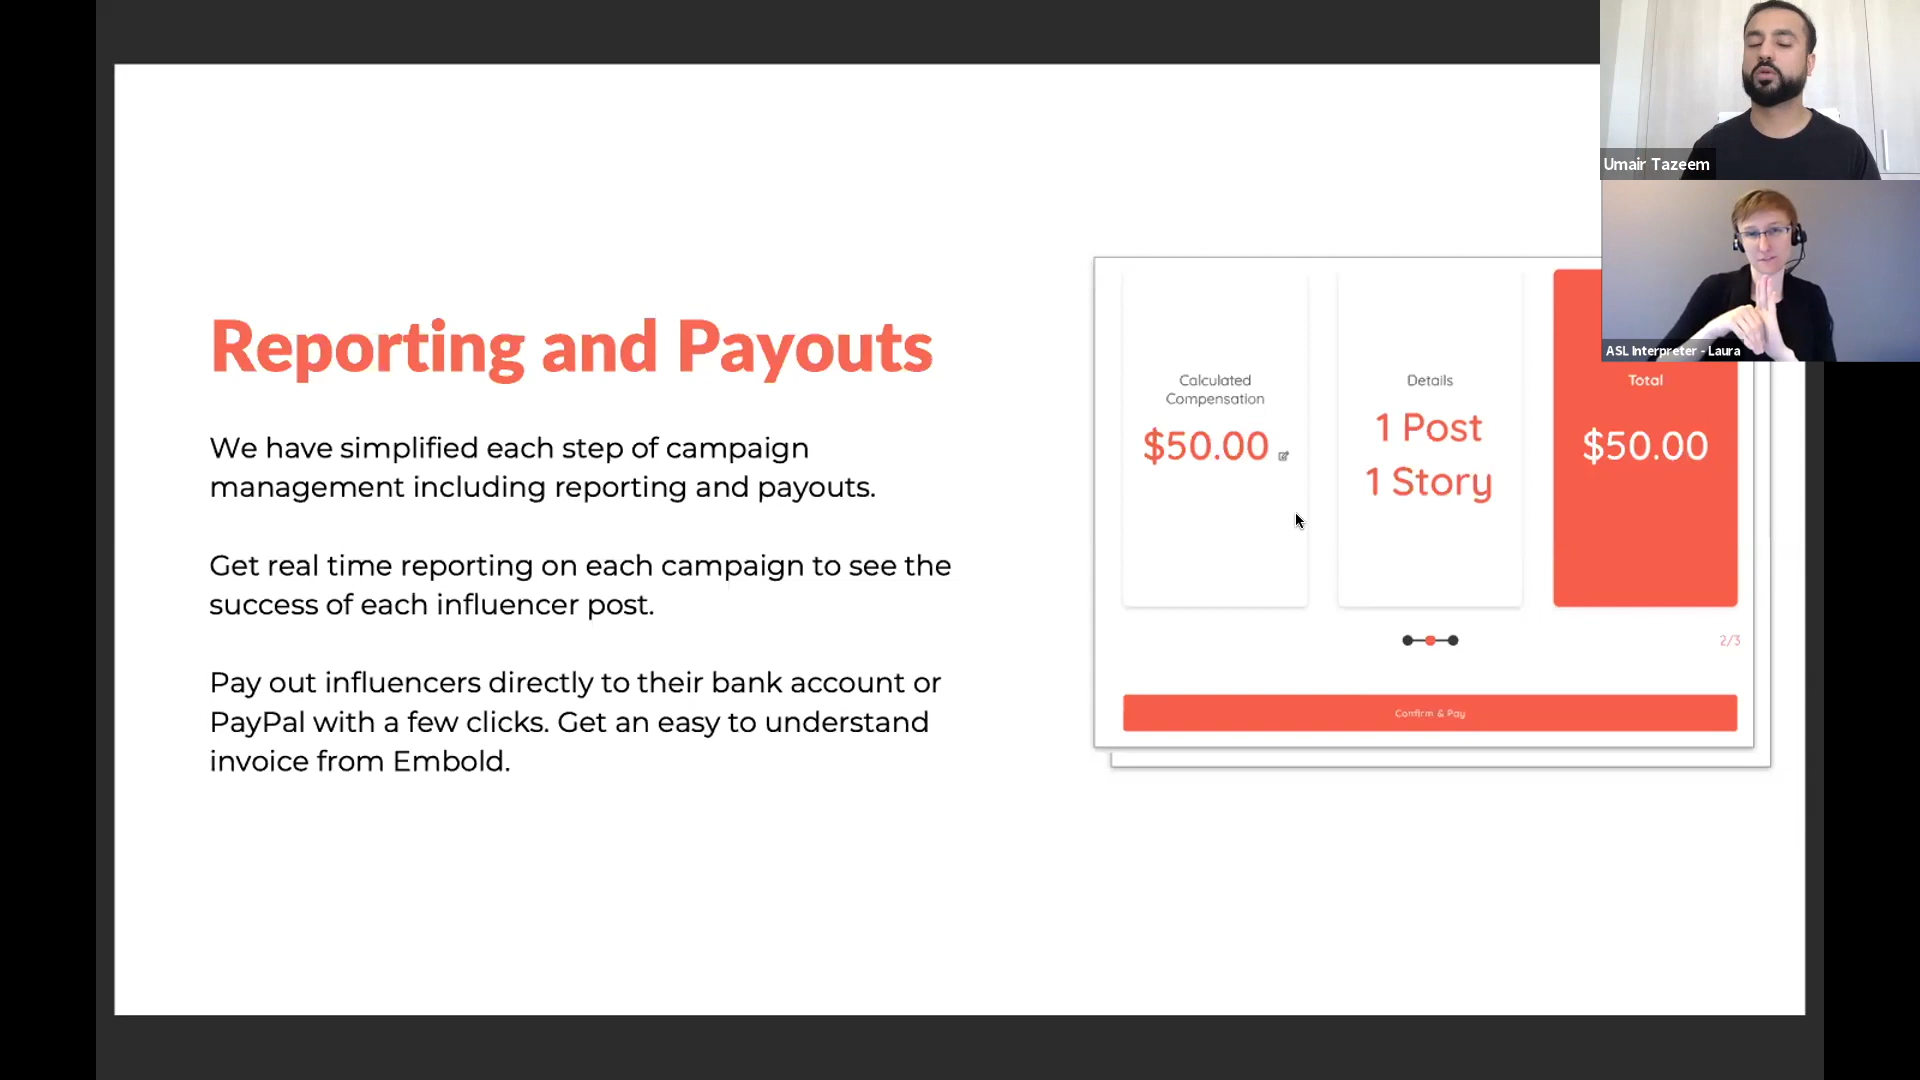 Umair Tazeem
ASL Interpreter - Laura
Reporting and Payouts
We have simplified each step of campaign
management including reporting and payouts.
Get real time reporting on each campaign to see the
success of each influencer post.
Pay out influencers directly to their bank account or
PayPal with a few clicks. Get an easy to understand
invoice from Embold.
Calculated
Compensation
$50.00
Details
1 Post
1 Story
Total
$50.00
2/3
Confirm & Pay